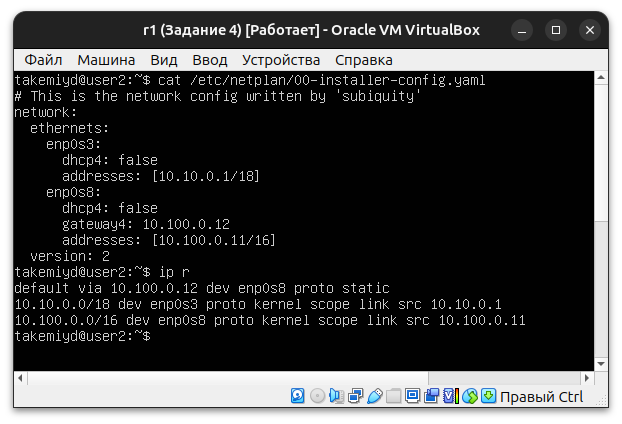 r1 (Задание 4) [Работает] - Oracle VM VirtualBox
Файл Машина Вид Ввод Устройства Справка
takemiyd@user2:~$ cat /etc/netplan/00-installer-config.yaml
# This is the network config written by 'subiquity'
network:
  ethernets:
    enp0s3:
      dhcp4: false
      addresses: [10.10.0.1/18]
    enp0s8:
      dhcp4: false
      gateway4: 10.100.0.12
      addresses: [10.100.0.11/16]
  version: 2
takemiyd@user2:~$ ip r
default via 10.100.0.12 dev enp0s8 proto static
10.10.0.0/18 dev enp0s3 proto kernel scope link src 10.10.0.1
10.100.0.0/16 dev enp0s8 proto kernel scope link src 10.100.0.11
takemiyd@user2:~$
Правый Ctrl